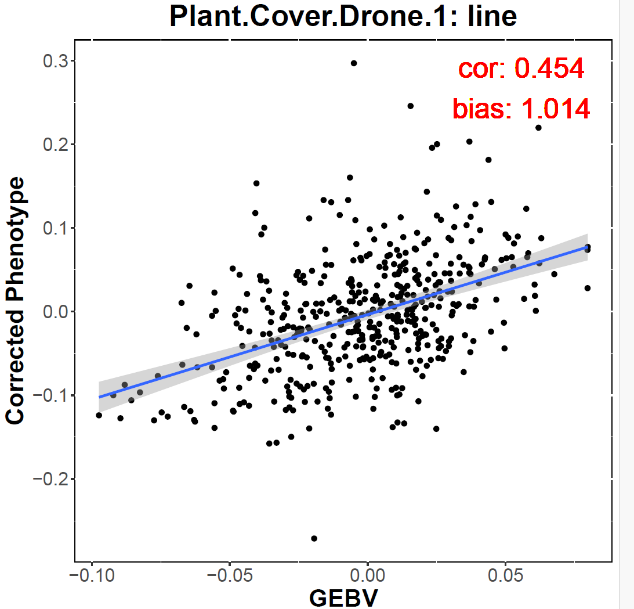 Plant.Cover.Drone.1: line
cor: 0.454
bias: 1.014
0.3
0.2
0.1
0.0
−0.1
−0.2
Corrected Phenotype
−0.10
−0.05
0.00
0.05
GEBV